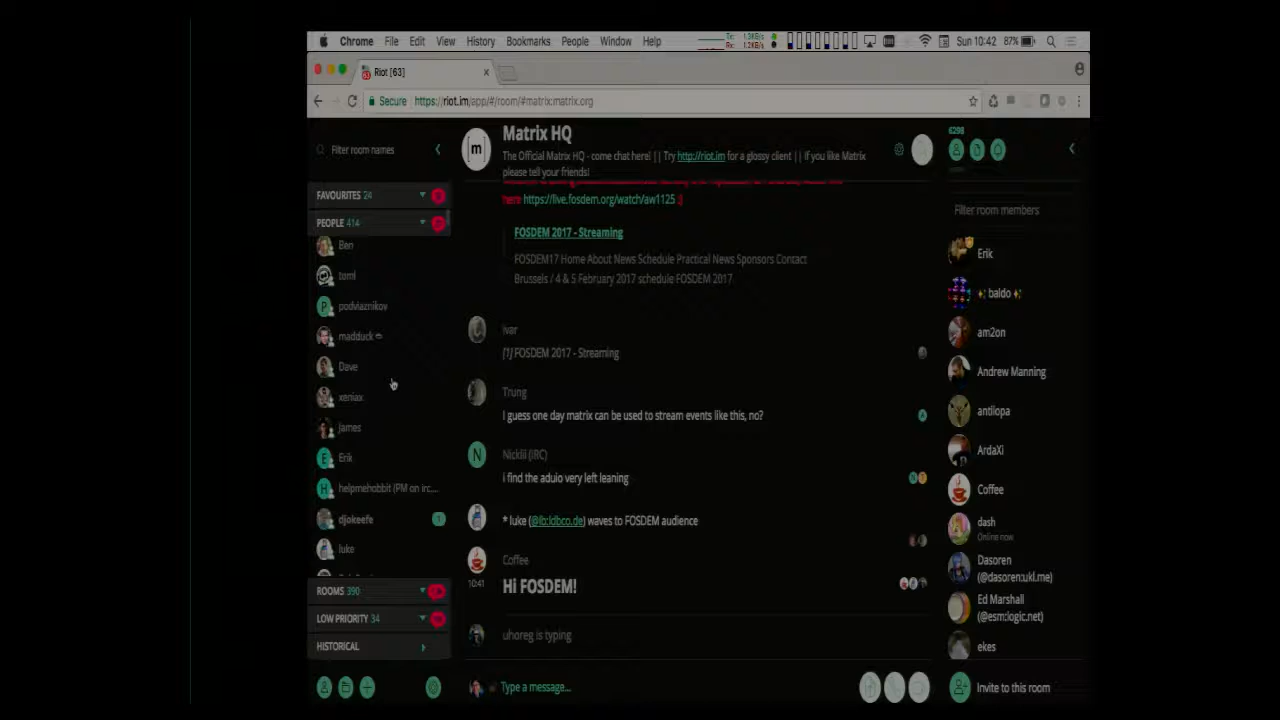 Chrome File Edit View History Bookmarks People Window Help
Tx: 1.3KB/s
Rx: 1.2KB/s
Sun 10:42 87%
Riot [63]
Secure https://riot.im/app/#/room/#matrix:matrix.org
Filter room names
FAVOURITES 24
PEOPLE 414
Ben
tomi
podviaznikov
madduck
Dave
xeniax
James
Erik
helpmehobbit (PM on irc....
djokeefe 1
luke
ROOMS 390
LOW PRIORITY 34
HISTORICAL
Matrix HQ
The Official Matrix HQ - come chat here! || Try http://riot.im for a glossy client || If you like Matrix
please tell your friends!
here https://live.fosdem.org/watch/aw1125 :)
FOSDEM 2017 - Streaming
FOSDEM17 Home About News Schedule Practical News Sponsors Contact
Brussels / 4 & 5 February 2017 schedule FOSDEM 2017
ivar
[1] FOSDEM 2017 - Streaming
Trung
I guess one day matrix can be used to stream events like this, no?
Nickiii (IRC)
i find the aduio very left leaning
* luke (@lb:ldbco.de) waves to FOSDEM audience
Coffee
10:41 Hi FOSDEM!
uhoreg is typing
Type a message...
6298
Filter room members
Erik
baldo
am2on
Andrew Manning
antilopa
ArdaXi
Coffee
dash
Online now
Dasoren
(@dasoren:ukl.me)
Ed Marshall
(@esm:logic.net)
ekes
Invite to this room